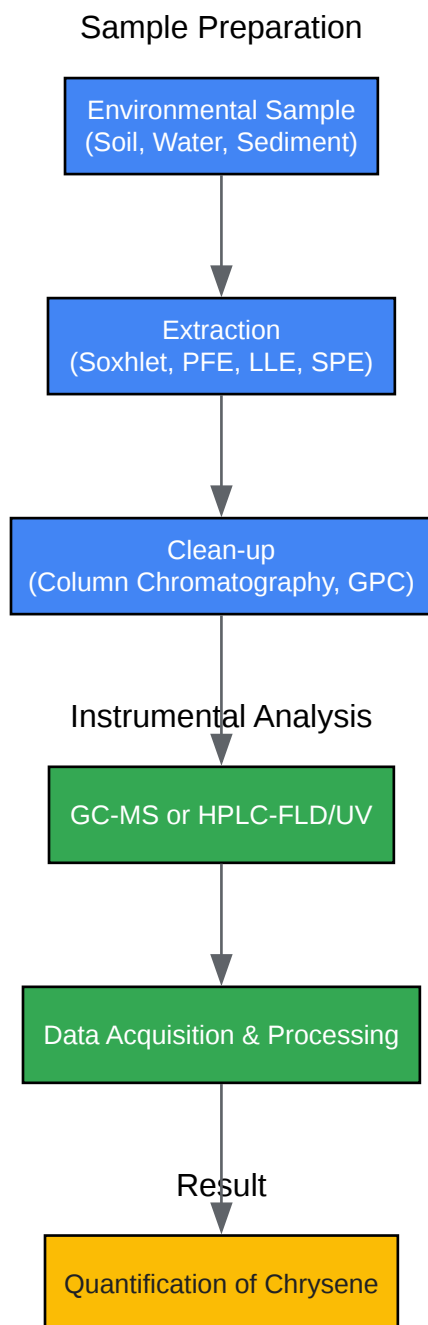 Sample Preparation
Environmental Sample
(Soil, Water, Sediment)
Extraction
(Soxhlet, PFE, LLE, SPE)
Clean-up
(Column Chromatography, GPC)
Instrumental Analysis
GC-MS or HPLC-FLD/UV
Data Acquisition & Processing
Result
Quantification of Chrysene